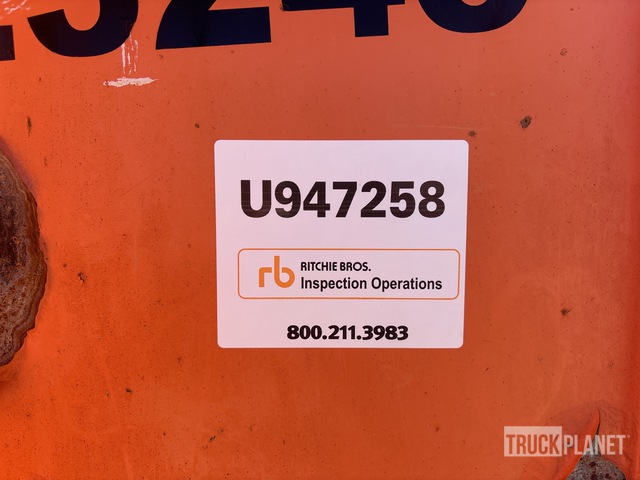 U947258
rb RITCHIE BROS.
Inspection Operations
800.211.3983
TRUCKPLANET